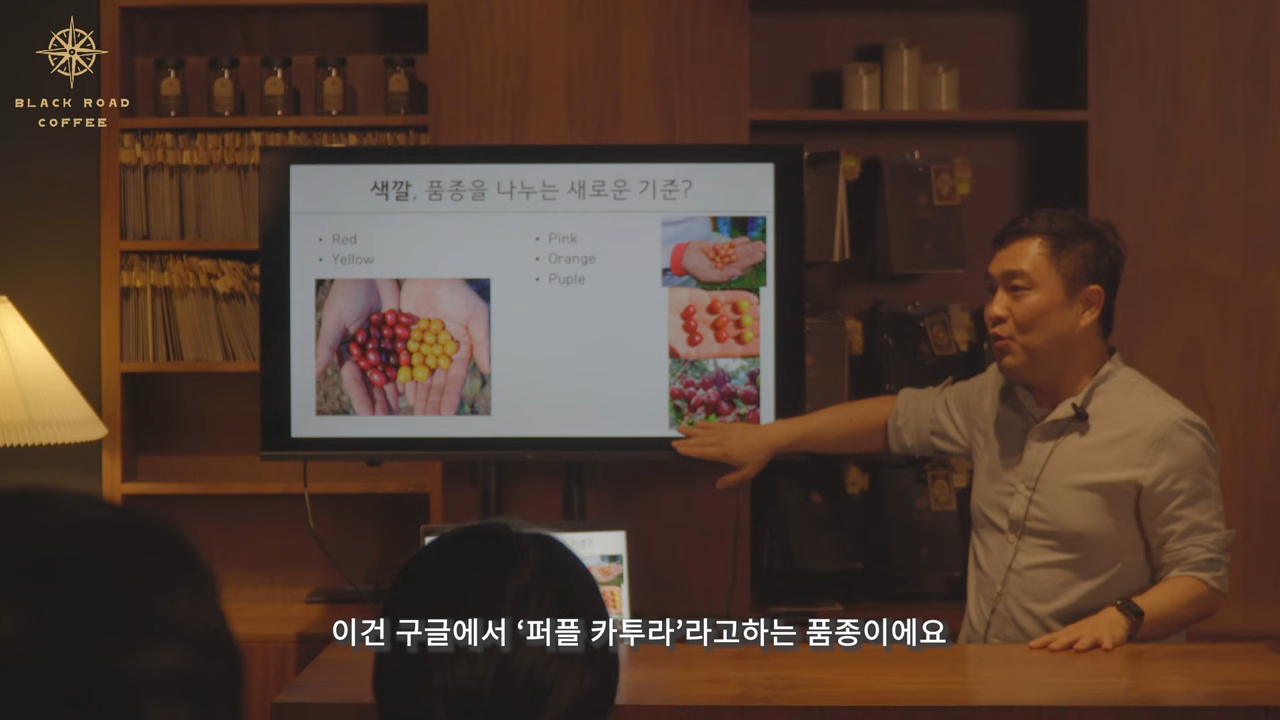 BLACK ROAD
COFFEE
색깔, 품종을 나누는 새로운 기준?
• Red
• Yellow
• Pink
• Orange
• Puple
이건 구글에서 ‘퍼플 카투라’라고하는 품종이에요